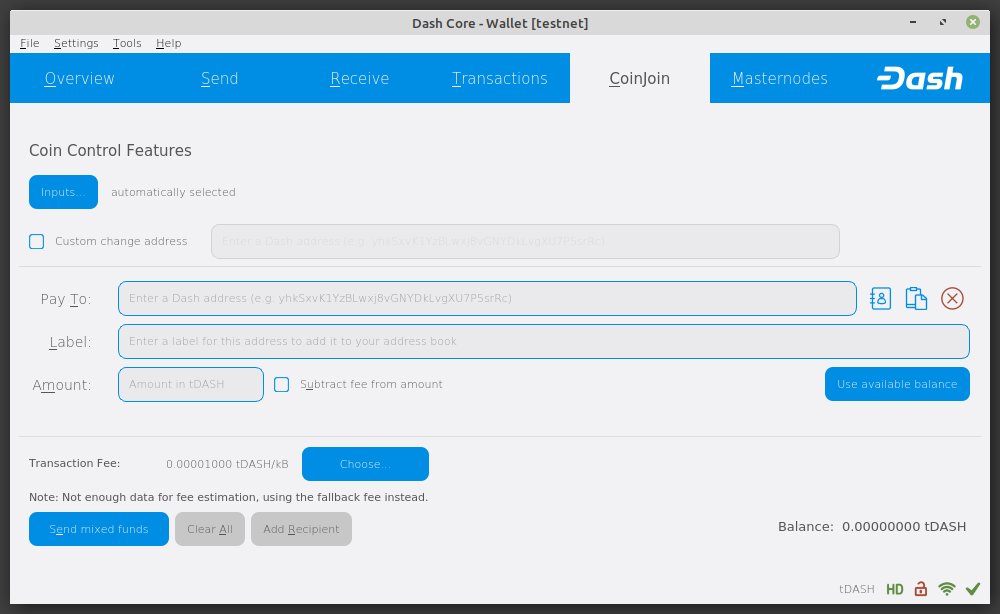 Dash Core - Wallet [testnet]
File Settings Tools Help
Overview Send Receive Transactions CoinJoin Masternodes Dash
Coin Control Features
Inputs... automatically selected
Custom change address Enter a Dash address (e.g. yhkSxvK1YzBLwxj8vGNYDkLvgXU7P5srRc)
Pay To: Enter a Dash address (e.g. yhkSxvK1YzBLwxj8vGNYDkLvgXU7P5srRc)
Label: Enter a label for this address to add it to your address book
Amount: Amount in tDASH Subtract fee from amount Use available balance
Transaction Fee: 0.00001000 tDASH/kB Choose...
Note: Not enough data for fee estimation, using the fallback fee instead.
Send mixed funds Clear All Add Recipient Balance: 0.00000000 tDASH
tDASH HD